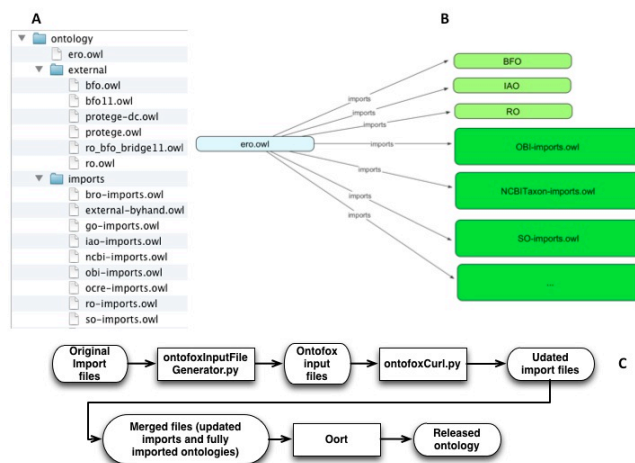 A
ontology
ero.owl
external
bfo.owl
bfo11.owl
protege-dc.owl
protege.owl
ro_bfo_bridge11.owl
ro.owl
imports
bro-imports.owl
external-byhand.owl
go-imports.owl
iao-imports.owl
ncbi-imports.owl
obi-imports.owl
ocre-imports.owl
ro-imports.owl
so-imports.owl
B
ero.owl
imports
imports
imports
imports
imports
imports
imports
BFO
IAO
RO
OBI-imports.owl
NCBITaxon-imports.owl
SO-imports.owl
...
C
Original
Import
files
ontofoxInputFile
Generator.py
Ontofox
input
files
ontofoxCurl.py
Udated
import files
Merged files (updated
imports and fully
imported ontologies)
Oort
Released
ontology